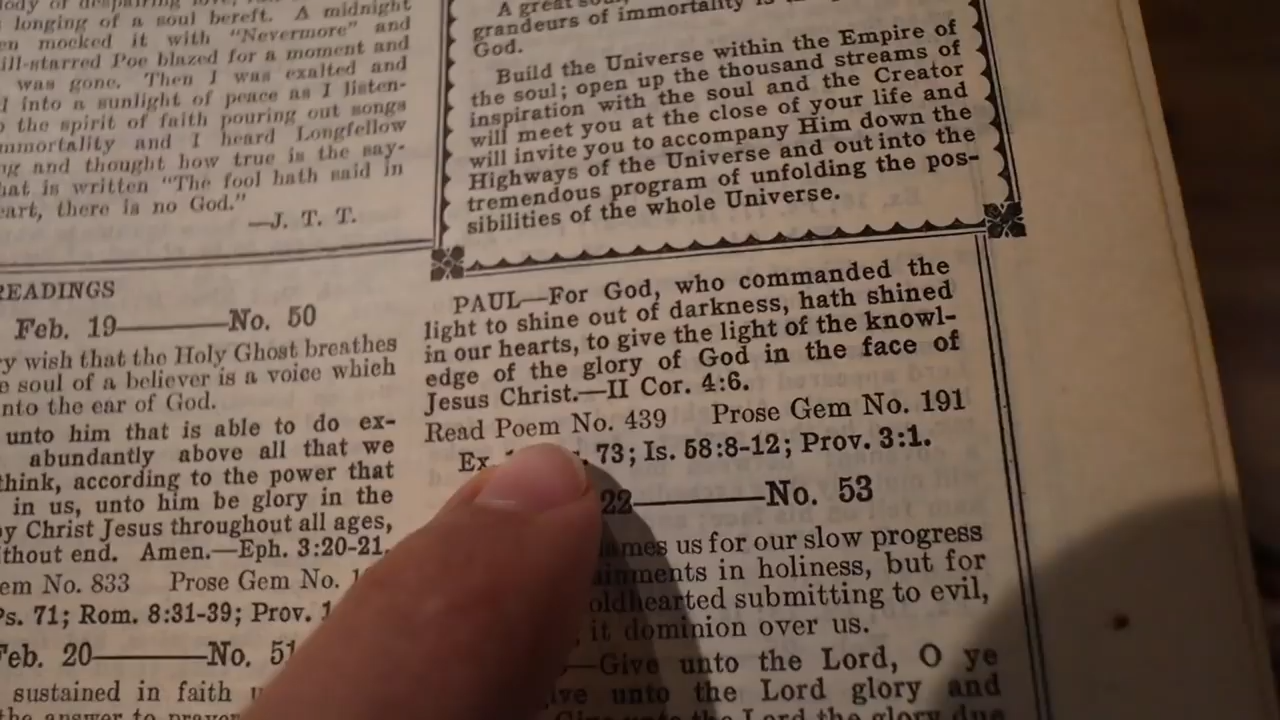 longing of a soul bereft. A midnight
mocked it with "Nevermore" and
ill-starred Poe blazed for a moment and
was gone. Then I was exalted and
into a sunlight of peace as I listen-
the spirit of faith pouring out songs
and I heard Longfellow
and thought how true is the say-
is written "The fool hath said in
there is no God."
—J. T. T.
READINGS
Feb. 19———No. 50
wish that the Holy Ghost breathes
soul of a believer is a voice which
into the ear of God.
unto him that is able to do ex-
abundantly above all that we
think, according to the power that
in us, unto him be glory in the
by Christ Jesus throughout all ages,
end. Amen.—Eph. 3:20-21.
No. 833 Prose Gem No.
Ps. 71; Rom. 8:31-39; Prov.
Feb. 20———No. 51
sustained in faith
the answer to prayer
A great
grandeurs of immortality is
God.
Build the Universe within the Empire of
the soul; open up the thousand streams of
inspiration with the soul and the Creator
will meet you at the close of your life and
will invite you to accompany Him down the
Highways of the Universe and out into the
tremendous program of unfolding the pos-
sibilities of the whole Universe.
PAUL—For God, who commanded the
light to shine out of darkness, hath shined
in our hearts, to give the light of the knowl-
edge of the glory of God in the face of
Jesus Christ.—II Cor. 4:6.
Read Poem No. 439 Prose Gem No. 191
Ex. 73; Is. 58:8-12; Prov. 3:1.
22———No. 53
us for our slow progress
in holiness, but for
submitting to evil,
it dominion over us.
—Give unto the Lord, O ye
unto the Lord glory and
unto the Lord the glory due